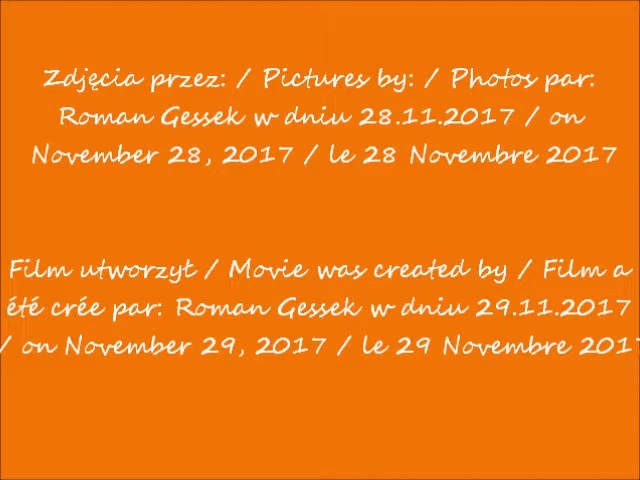 Zdjęcia przez: / Pictures by: / Photos par:
Roman Gessek w dniu 28.11.2017 / on
November 28, 2017 / le 28 Novembre 2017
Film utworzył / Movie was created by / Film a
été crée par: Roman Gessek w dniu 29.11.2017
/ on November 29, 2017 / le 29 Novembre 2017